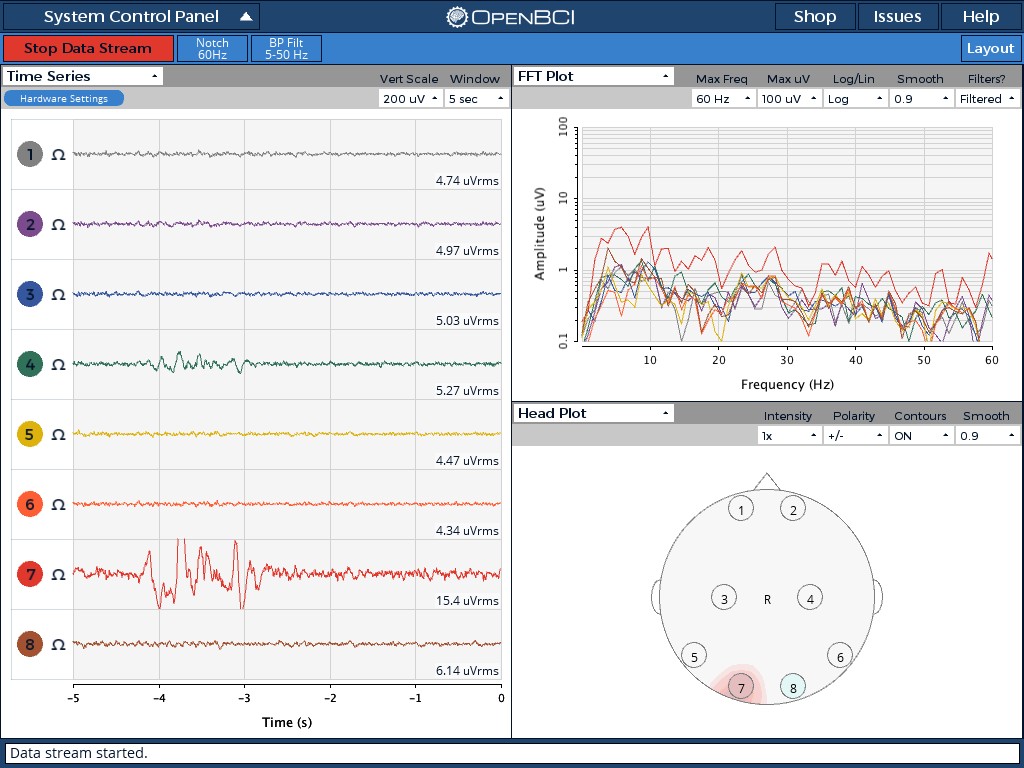 System Control Panel
OpenBCI
Shop
Issues
Help
Stop Data Stream
Notch
60Hz
BP Filt
5-50 Hz
Layout
Time Series
Vert Scale
Window
Hardware Settings
200 uV
5 sec
1 Ω
4.74 uVrms
2 Ω
4.97 uVrms
3 Ω
5.03 uVrms
4 Ω
5.27 uVrms
5 Ω
4.47 uVrms
6 Ω
4.34 uVrms
7 Ω
15.4 uVrms
8 Ω
6.14 uVrms
-5 -4 -3 -2 -1 0
Time (s)
FFT Plot
Max Freq
Max uV
Log/Lin
Smooth
Filters?
60 Hz
100 uV
Log
0.9
Filtered
Amplitude (uV)
100
10
1
0.1
10 20 30 40 50 60
Frequency (Hz)
Head Plot
Intensity
Polarity
Contours
Smooth
1x
+/-
ON
0.9
1 2
3 R 4
5 6
7 8
Data stream started.